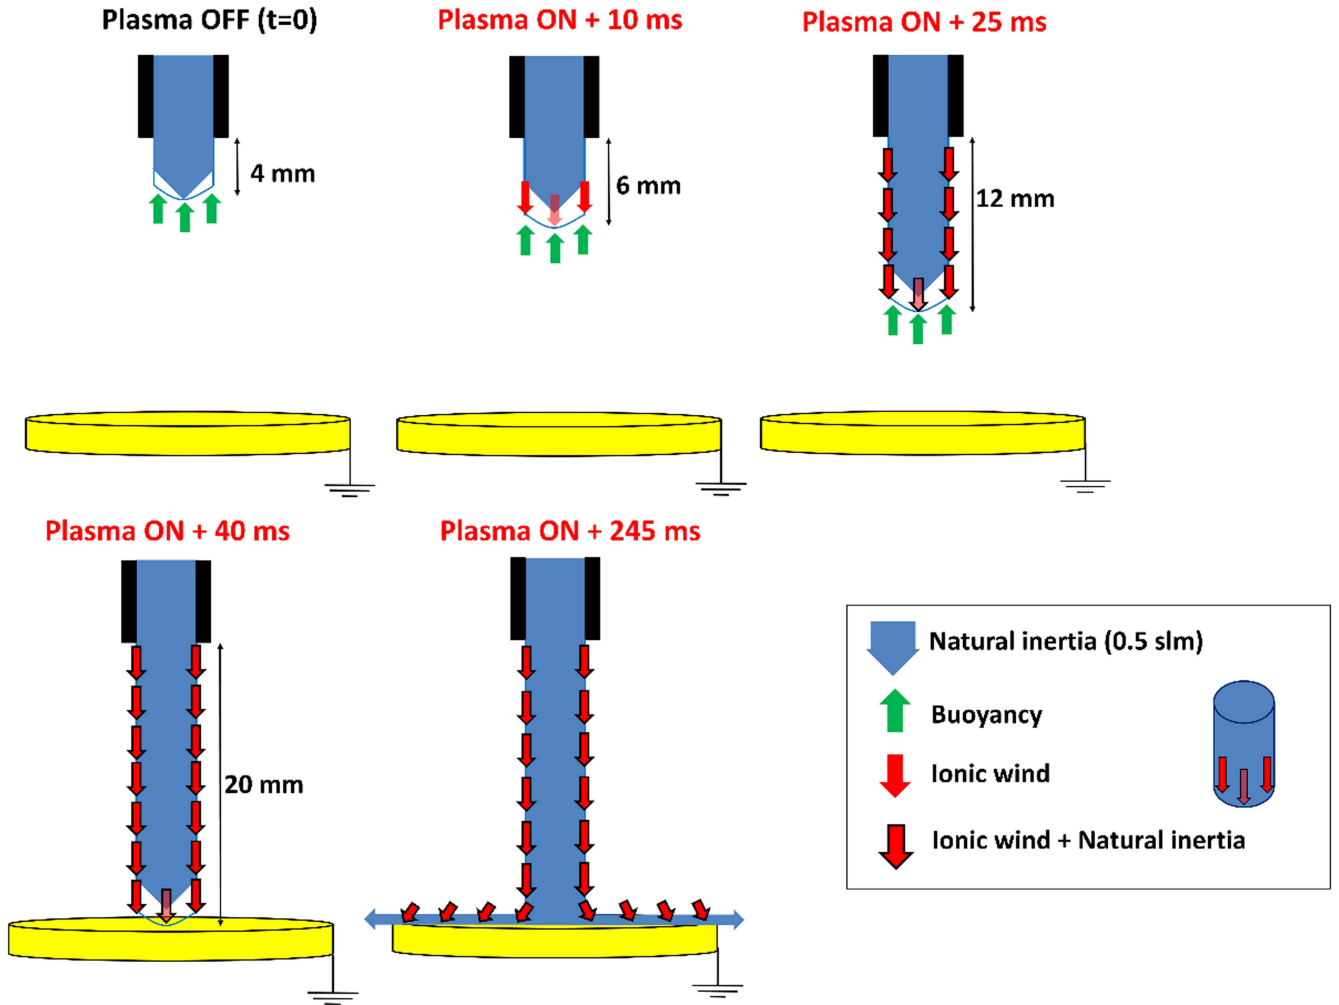 Plasma OFF (t=0)
Plasma ON + 10 ms
Plasma ON + 25 ms
4 mm
6 mm
12 mm
Plasma ON + 40 ms
Plasma ON + 245 ms
20 mm
Natural inertia (0.5 slm)
Buoyancy
Ionic wind
Ionic wind + Natural inertia